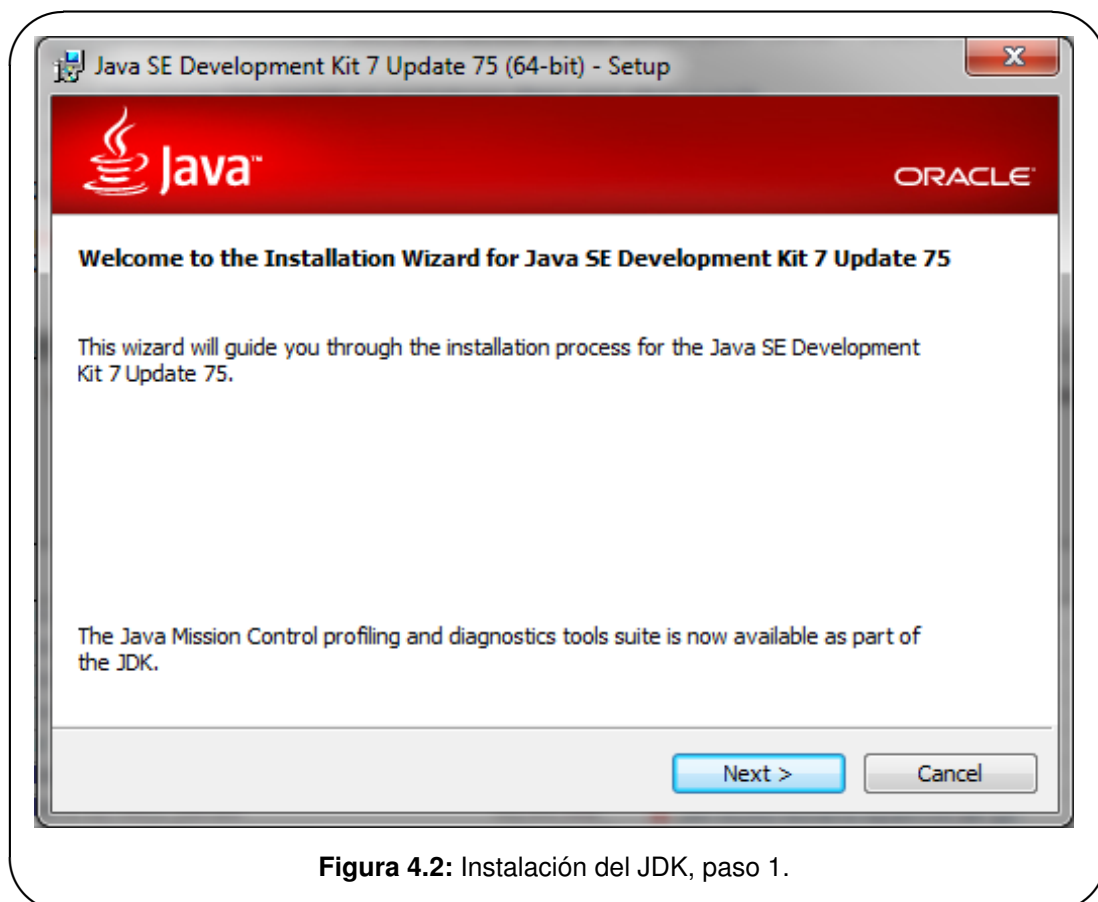 Java SE Development Kit 7 Update 75 (64-bit) - Setup
Java™
ORACLE®
Welcome to the Installation Wizard for Java SE Development Kit 7 Update 75
This wizard will guide you through the installation process for the Java SE Development
Kit 7 Update 75.
The Java Mission Control profiling and diagnostics tools suite is now available as part of
the JDK.
Next >
Cancel
Figura 4.2: Instalación del JDK, paso 1.